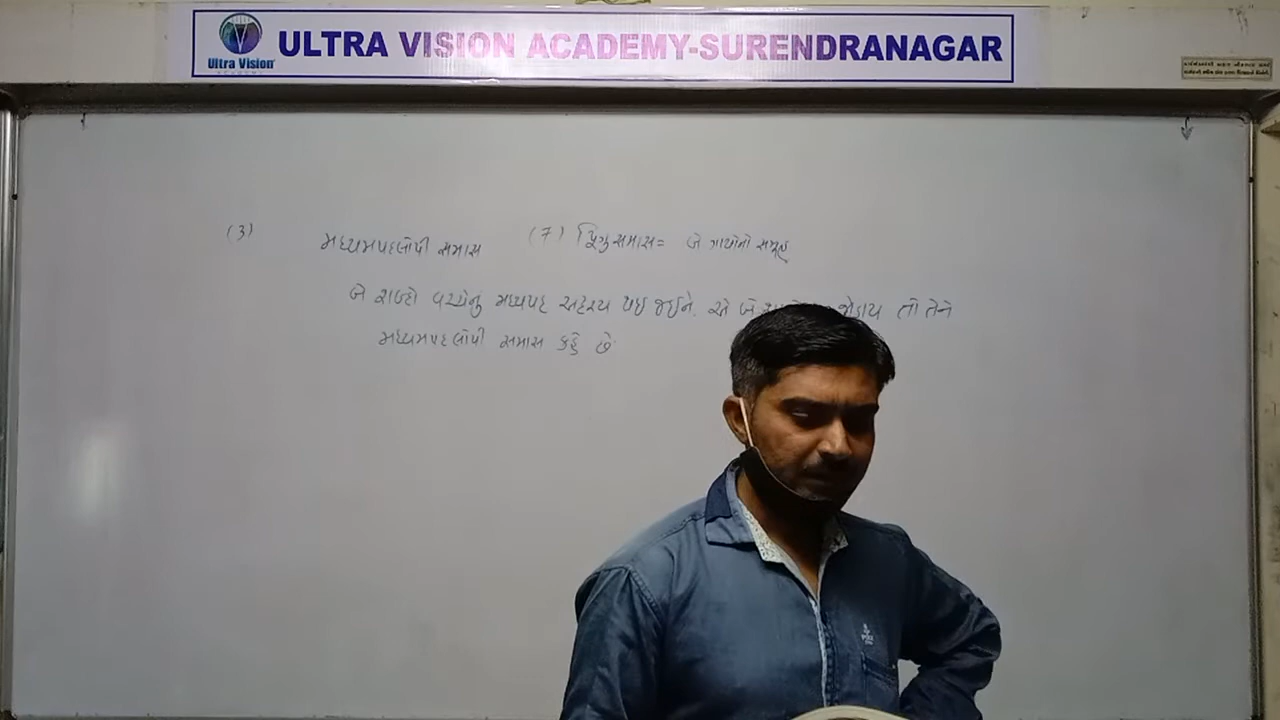 Ultra Vision
ACADEMY
ULTRA VISION ACADEMY-SURENDRANAGAR
(3) મધ્યમપદલોપી સમાસ (7) દ્વિગુ સમાસ= બે ગાયોનો સમૂહ
બે શબ્દો વચ્ચેનું મધ્યપદ અદ્રશ્ય થઇ જઇને. એ બે જોડાય તો તેને
મધ્યમપદલોપી સમાસ કહે છે